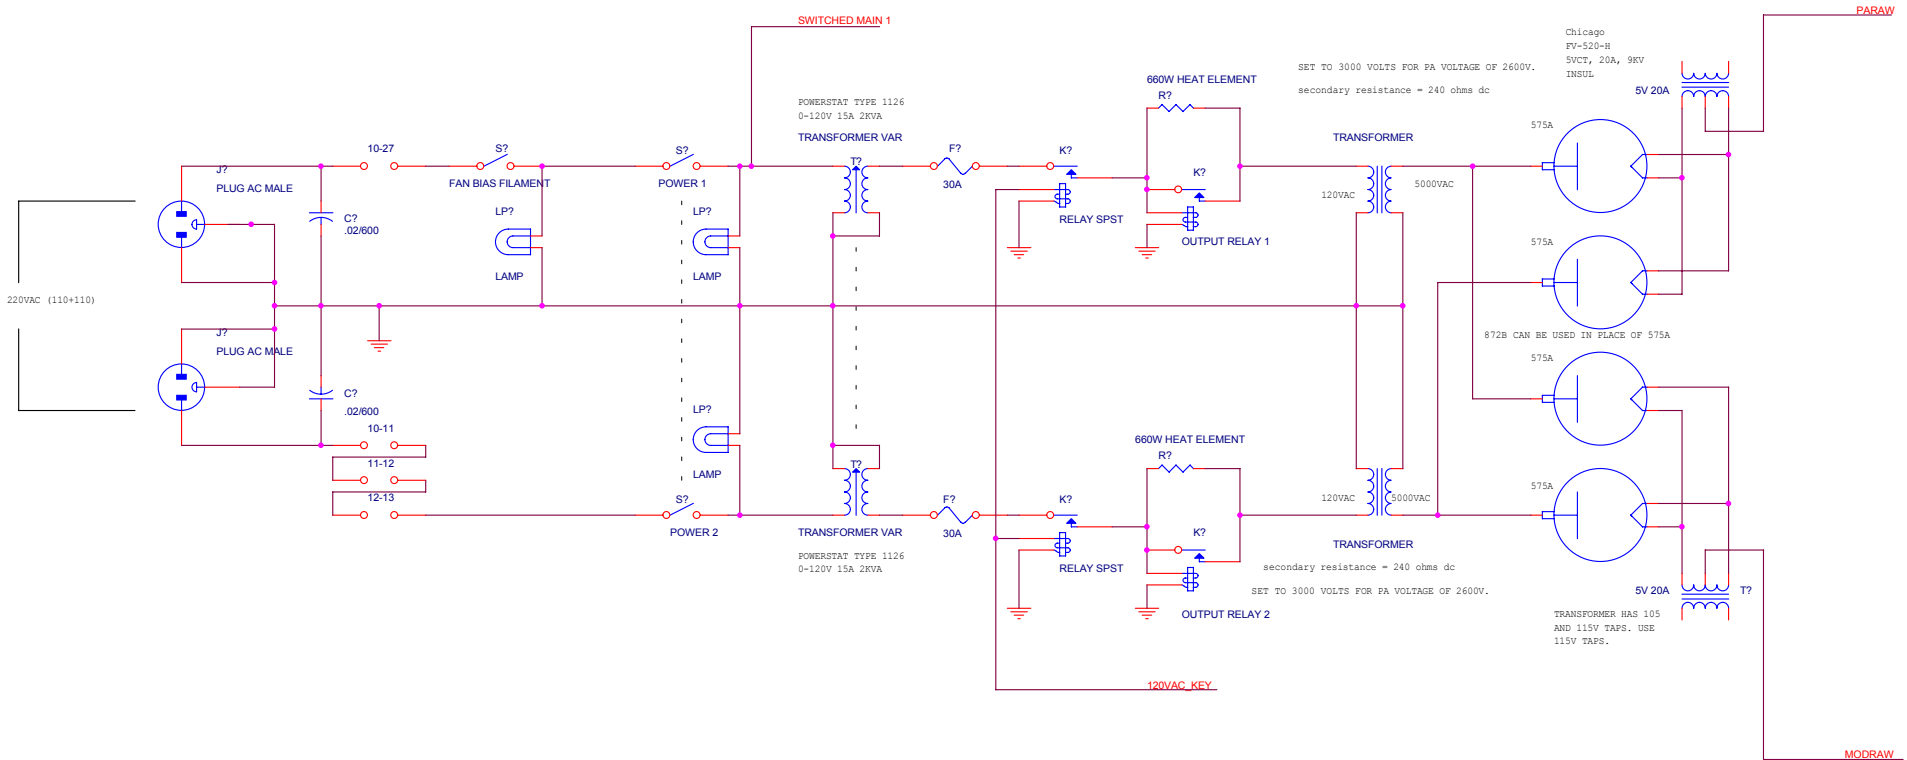 SWITCHED MAIN 1
PARAW
Chicago
FV-520-H
5VCT, 20A, 9KV
INSUL
SET TO 3000 VOLTS FOR PA VOLTAGE OF 2600V.
secondary resistance = 240 ohms dc
660W HEAT ELEMENT
R?
5V 20A
POWERSTAT TYPE 1126
0-120V 15A 2KVA
TRANSFORMER VAR
TRANSFORMER
575A
10-27
S?
S?
T?
F?
K?
J?
PLUG AC MALE
FAN BIAS FILAMENT
POWER 1
30A
K?
120VAC
5000VAC
LP?
LP?
C?
.02/600
RELAY SPST
OUTPUT RELAY 1
575A
LAMP
LAMP
220VAC (110+110)
J?
PLUG AC MALE
872B CAN BE USED IN PLACE OF 575A
575A
C?
.02/600
LP?
10-11
660W HEAT ELEMENT
R?
11-12
T?
LAMP
12-13
S?
F?
K?
120VAC
5000VAC
575A
POWER 2
TRANSFORMER VAR
30A
K?
TRANSFORMER
POWERSTAT TYPE 1126
0-120V 15A 2KVA
RELAY SPST
secondary resistance = 240 ohms dc
SET TO 3000 VOLTS FOR PA VOLTAGE OF 2600V.
5V 20A
T?
OUTPUT RELAY 2
TRANSFORMER HAS 105
AND 115V TAPS. USE
115V TAPS.
120VAC_KEY
MODRAW